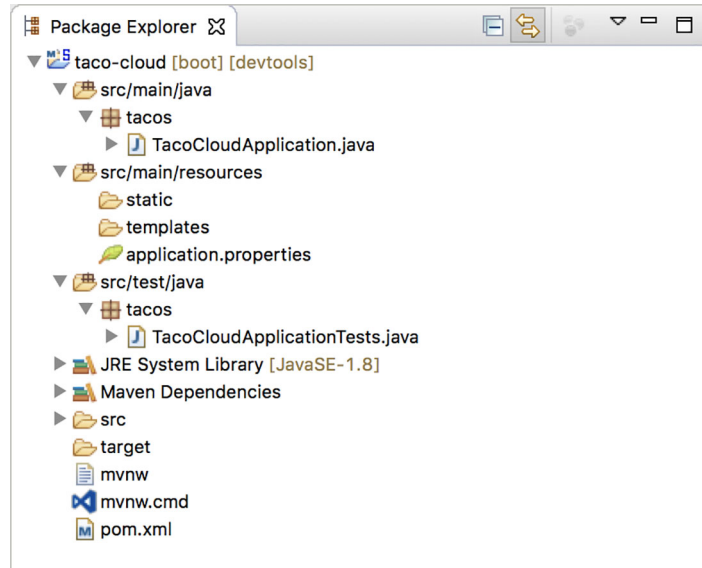 Package Explorer
taco-cloud [boot] [devtools]
src/main/java
tacos
TacoCloudApplication.java
src/main/resources
static
templates
application.properties
src/test/java
tacos
TacoCloudApplicationTests.java
JRE System Library [JavaSE-1.8]
Maven Dependencies
src
target
mvnw
mvnw.cmd
pom.xml